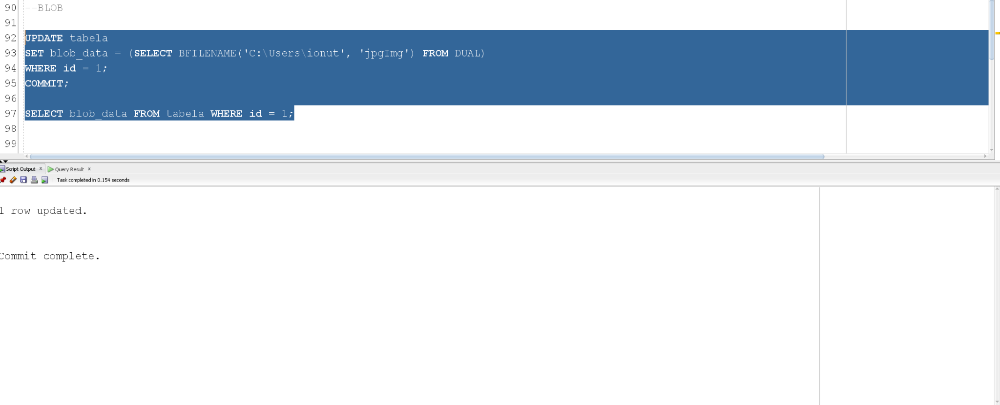 90 --BLOB
91
92 UPDATE tabela
93 SET blob_data = (SELECT BFILENAME('C:\Users\ionut', 'jpgImg') FROM DUAL)
94 WHERE id = 1;
95 COMMIT;
96
97 SELECT blob_data FROM tabela WHERE id = 1;
98
99
Script Output x Query Result x
Task completed in 0.154 seconds
1 row updated.
Commit complete.